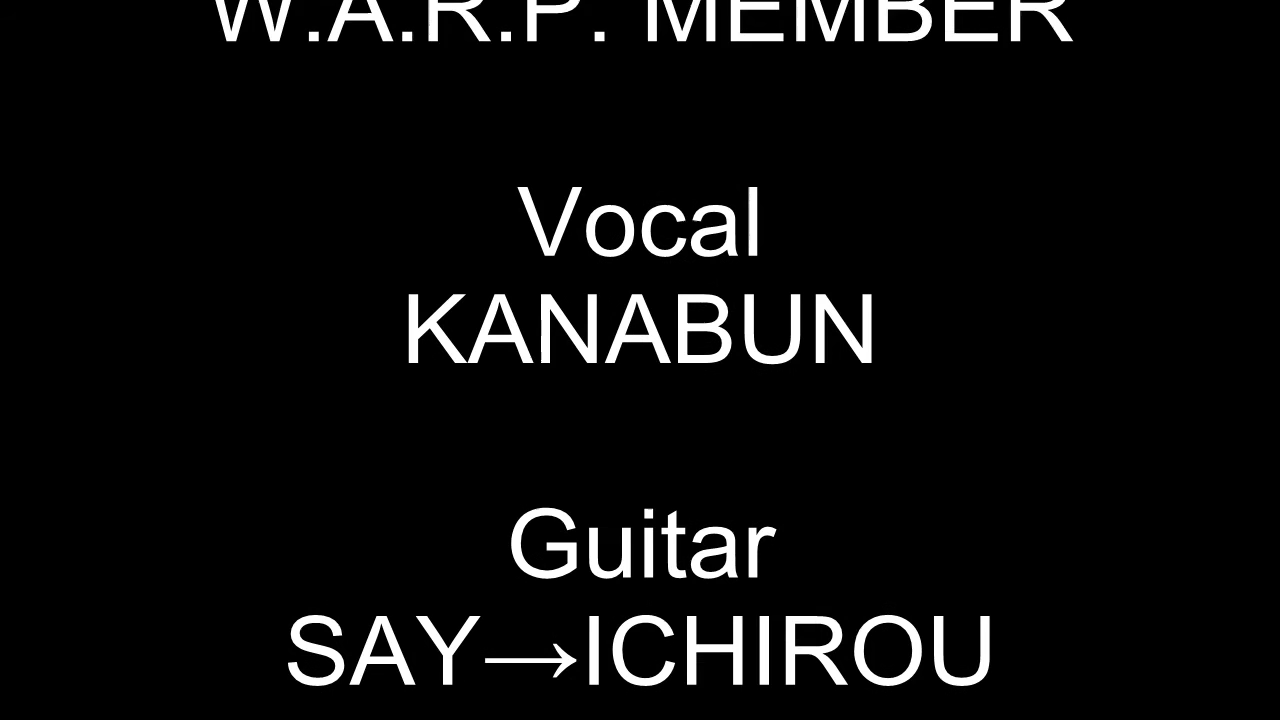 W.A.R.P. MEMBER
Vocal
KANABUN
Guitar
SAY→ICHIROU